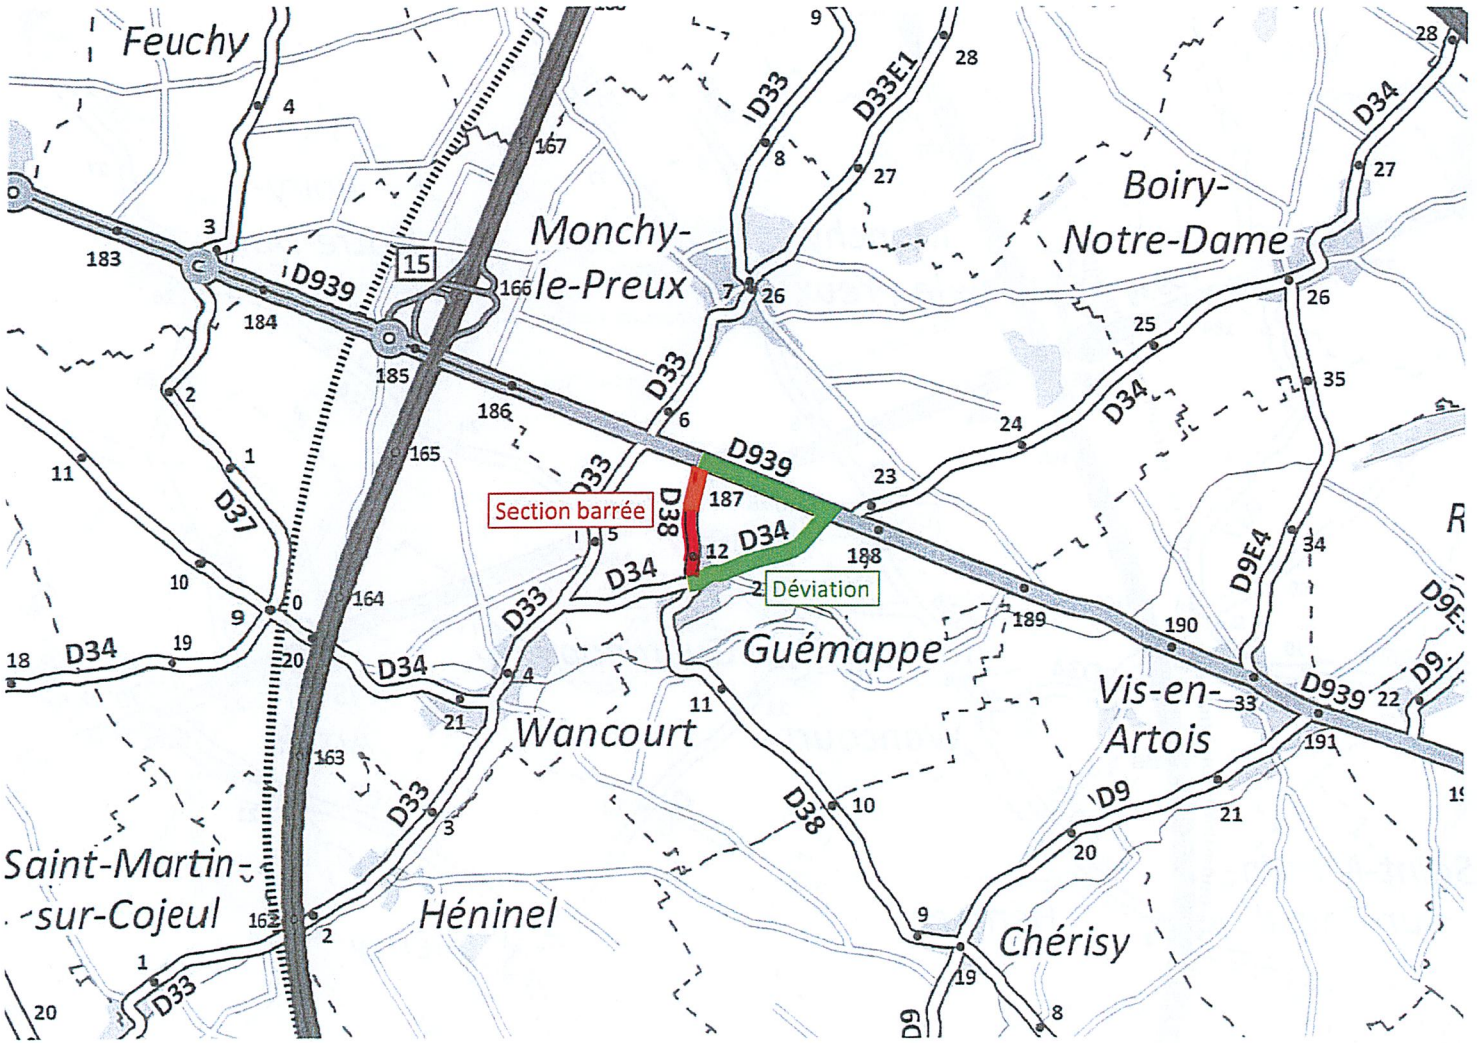 Feuchy
9
28
28
4
D33
D33E1
D34
167
8
27
27
Boiry-
Notre-Dame
3
Monchy-
le-Preux
183
15
D939
166
7
26
26
184
25
185
D33
35
2
186
D34
24
6
11
1
165
D939
23
D37
D33
Section barrée
D38
187
R
5
12
D34
188
34
10
D34
2
Déviation
D9E4
164
9
0
D33
189
190
D9E
18
D34
19
20
D34
4
Guémappe
D9
21
11
Vis-en-
Artois
33
D939
22
Wancourt
191
163
D33
3
D38
10
D9
21
19
20
Saint-Martin-
sur-Cojeul
162
2
Héninel
9
Chérisy
1
D33
19
20
D9
8